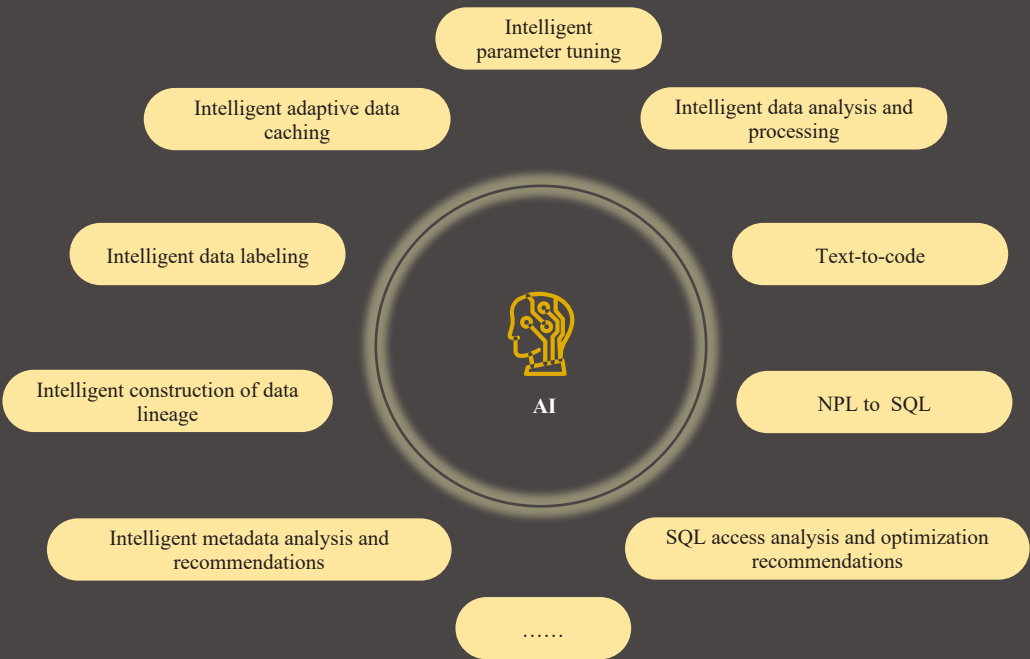 Intelligent
parameter tuning
Intelligent adaptive data
caching
Intelligent data analysis and
processing
Intelligent data labeling
Text-to-code
Intelligent construction of data
lineage
NPL to  SQL
AI
Intelligent metadata analysis and
recommendations
SQL access analysis and optimization
recommendations
……